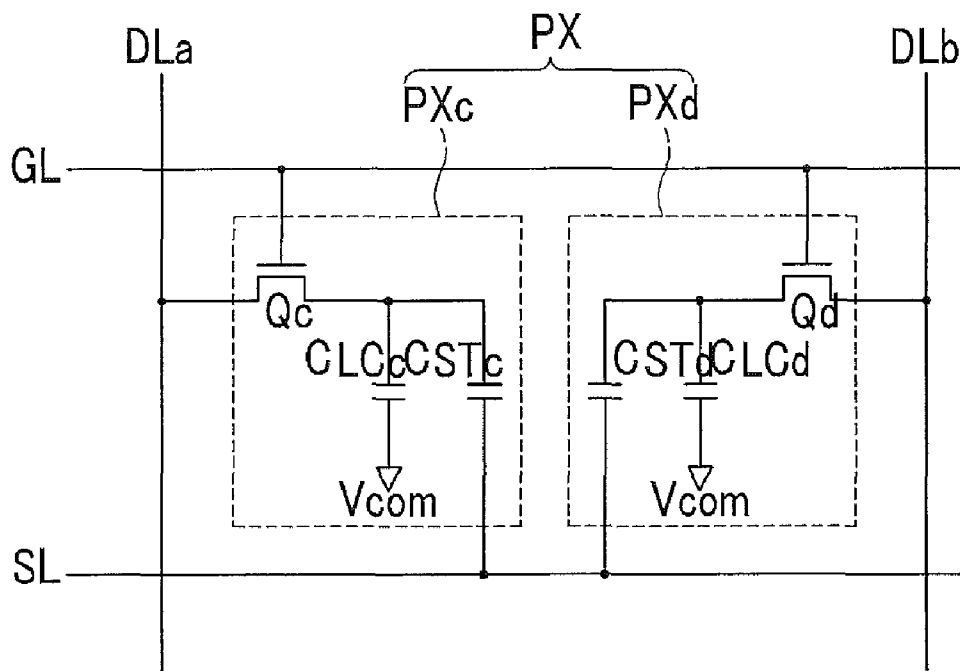 PX
DLa
DLb
PXc
PXd
GL
Qc
Qd
CLCc
CSTc
CSTd
CLCd
Vcom
Vcom
SL